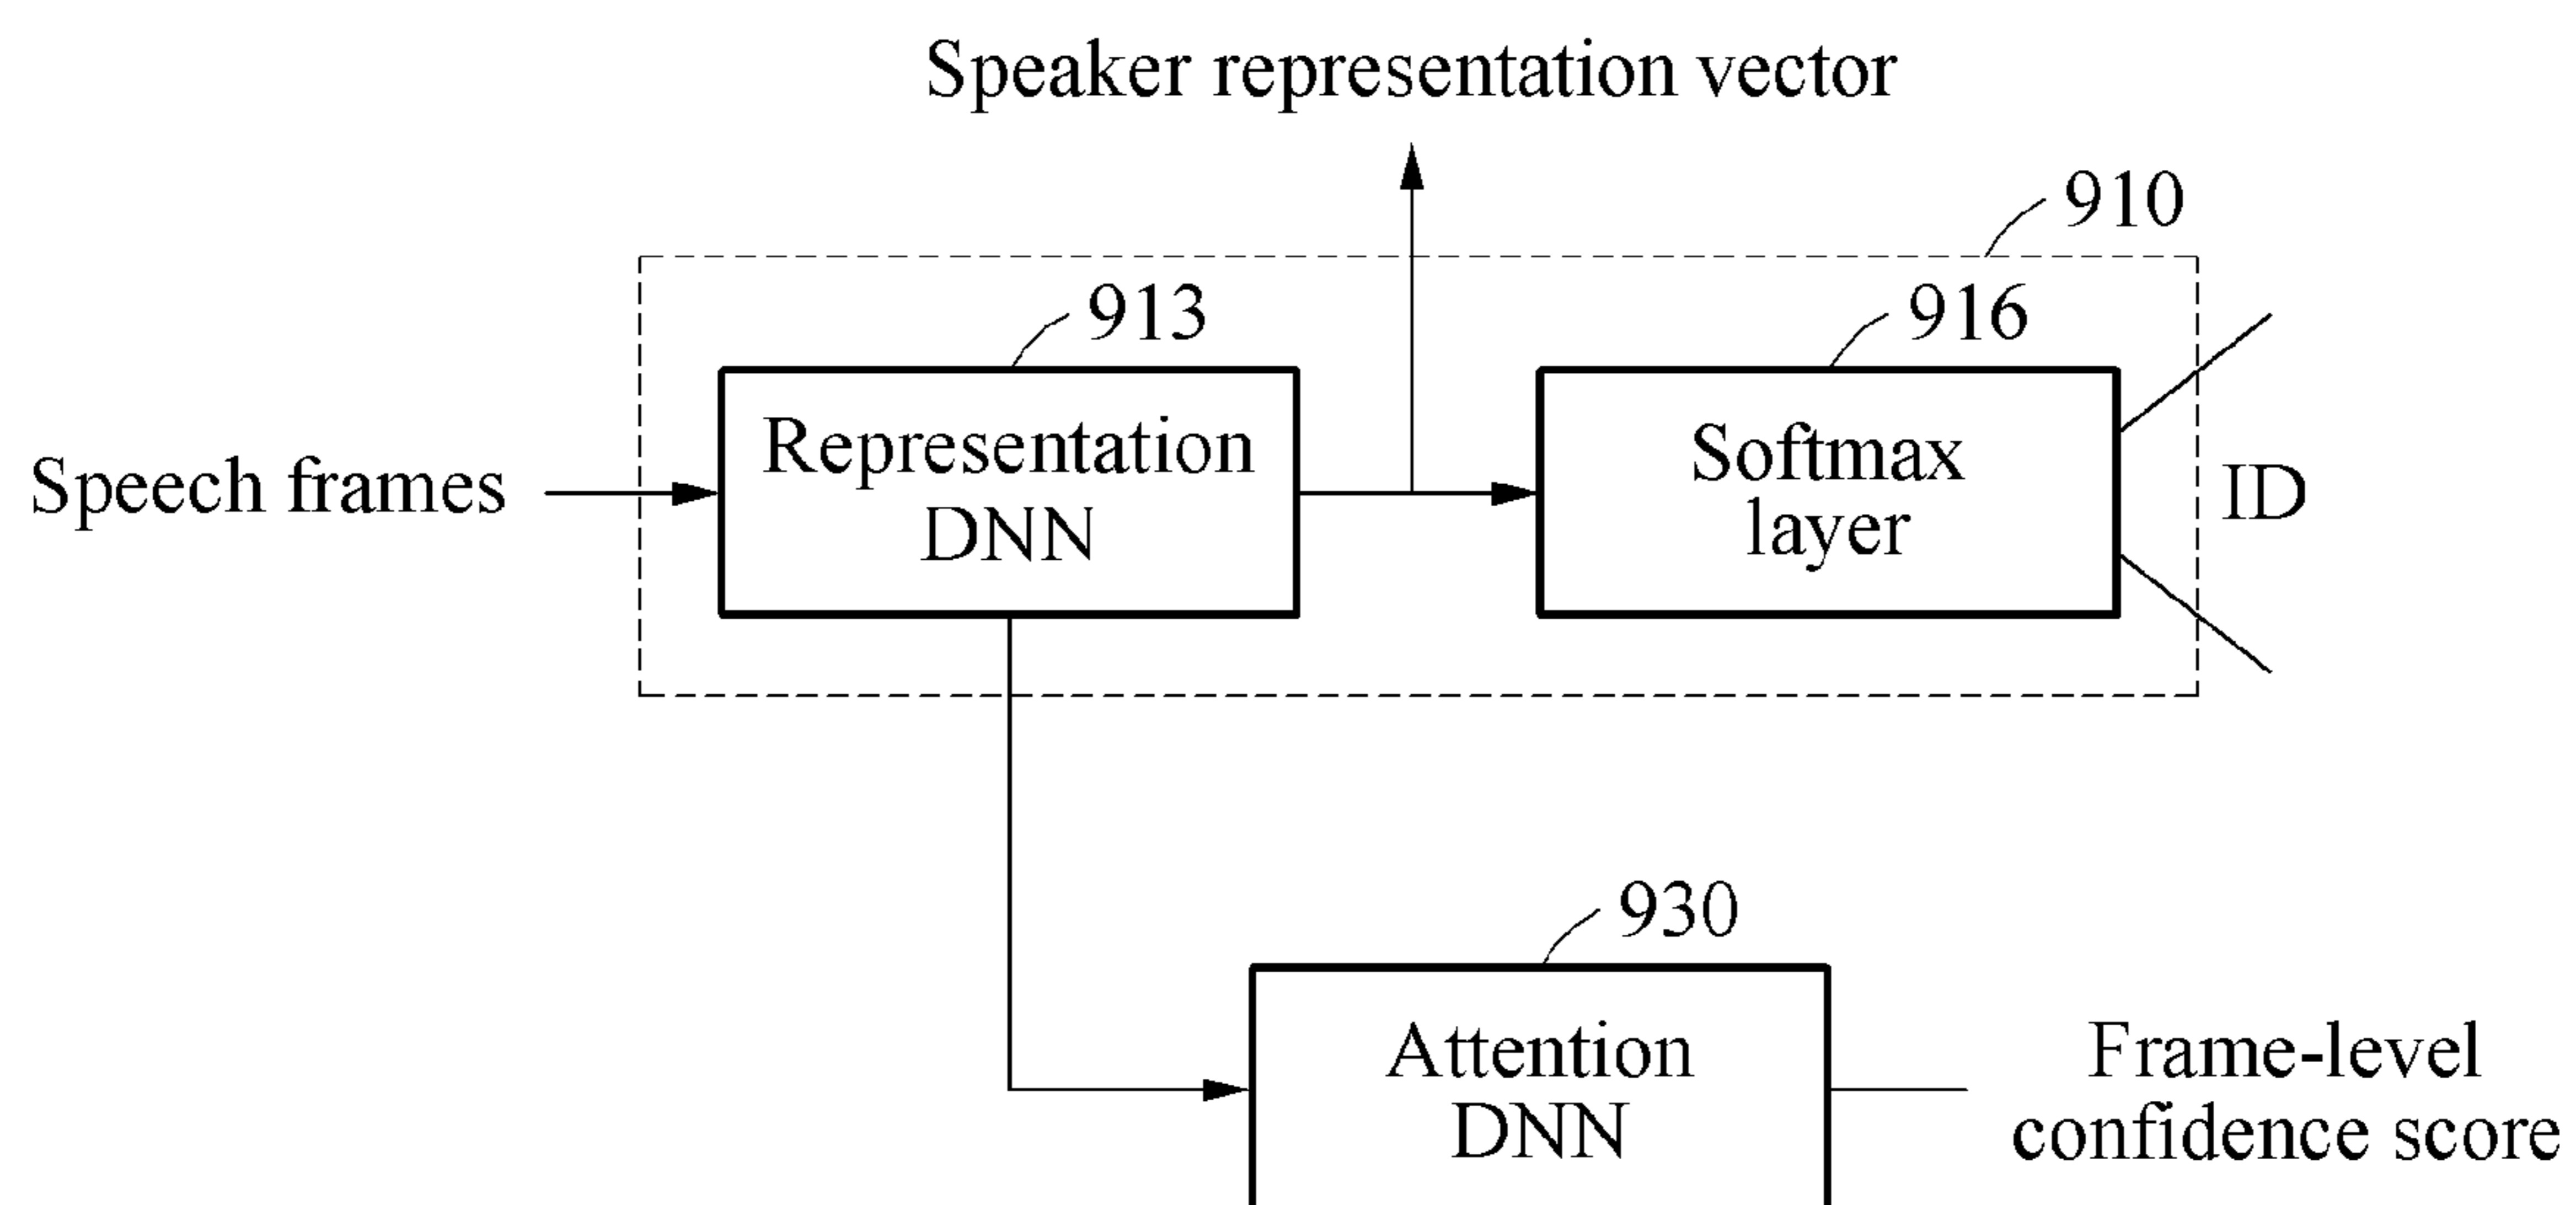 Speaker representation vector
910
913
916
Speech frames
Representation
DNN
Softmax
layer
ID
930
Attention
DNN
Frame-level
confidence score